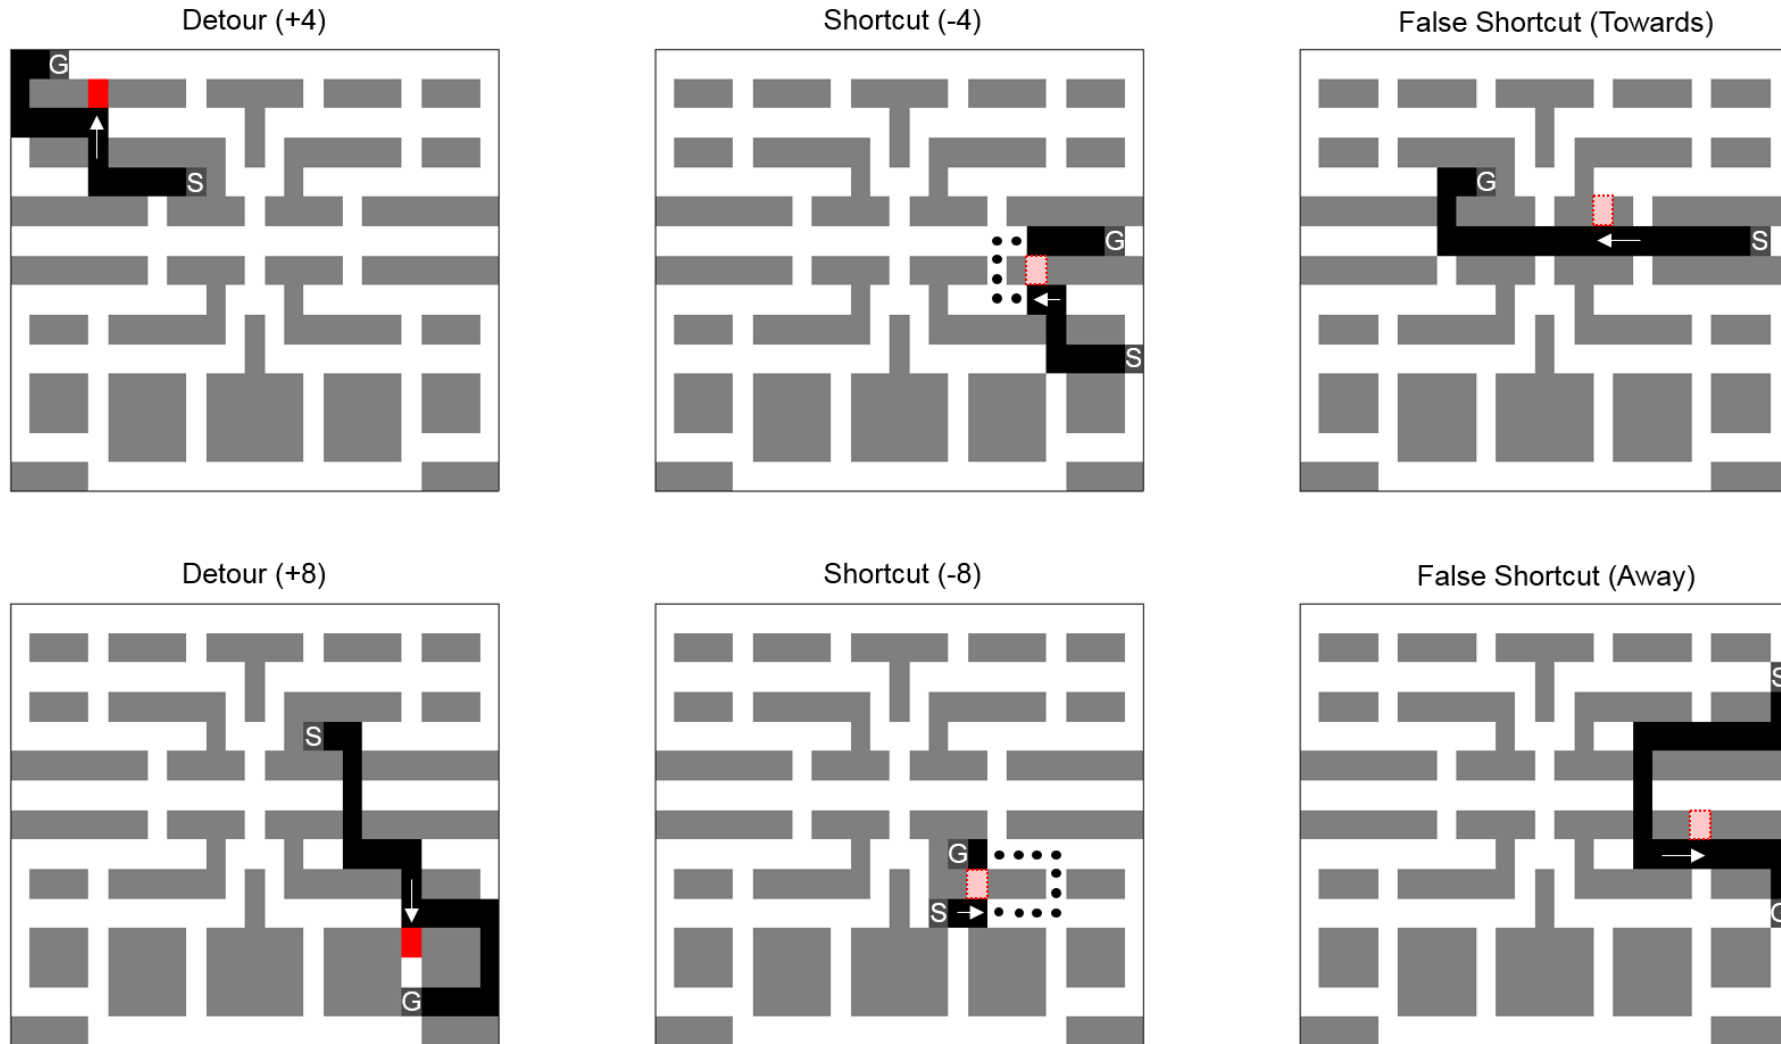 Detour (+4)
Shortcut (-4)
False Shortcut (Towards)
G
S
G
S
G
S
Detour (+8)
Shortcut (-8)
False Shortcut (Away)
S
G
G
S
S